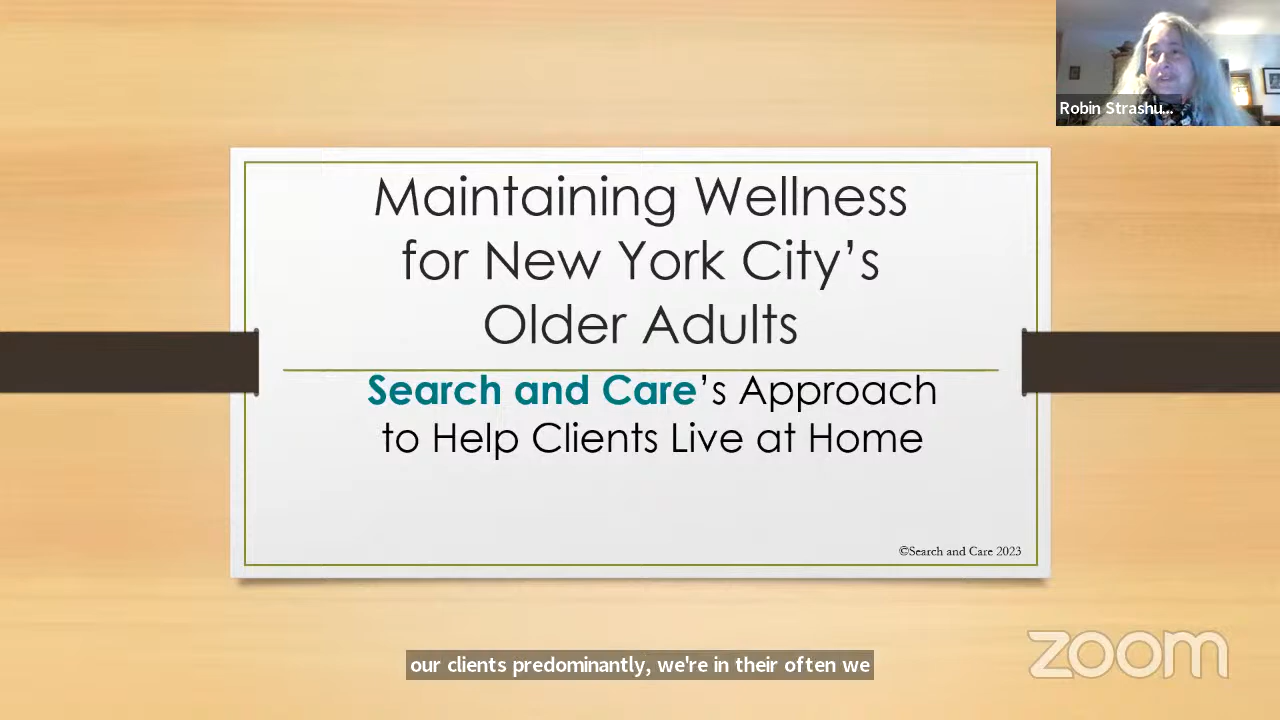 Robin Strashu...
Maintaining Wellness
for New York City’s
Older Adults
Search and Care’s Approach
to Help Clients Live at Home
©Search and Care 2023
our clients predominantly, we're in their often we
zoom